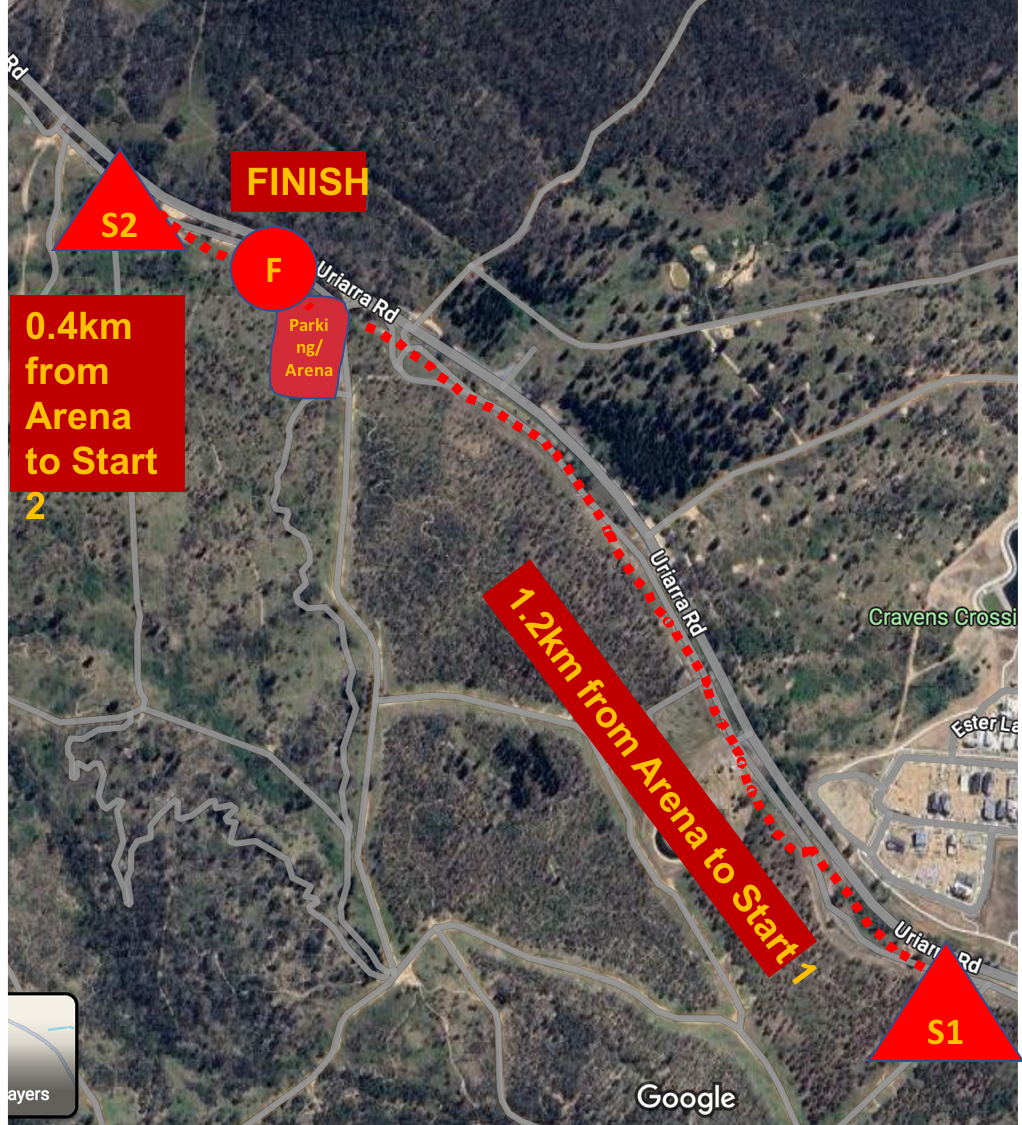 Rd
FINISH
S2
F
Uriarra Rd
0.4km
from
Arena
to Start
2
Parki
ng/
Arena
Uriarra Rd
1.2km from Arena to Start 1
Cravens Crossi
Ester La
Uriarra Rd
S1
ayers
Google